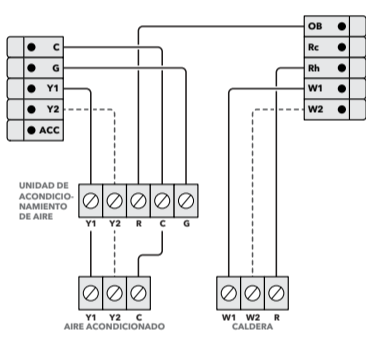 C
G
Y1
Y2
ACC
OB
Rc
Rh
W1
W2
UNIDAD DE
ACONDICIO-
NAMIENTO
DE AIRE
Y1 Y2 R C G
Y1 Y2 C
AIRE ACONDICIONADO
W1 W2 R
CALDERA